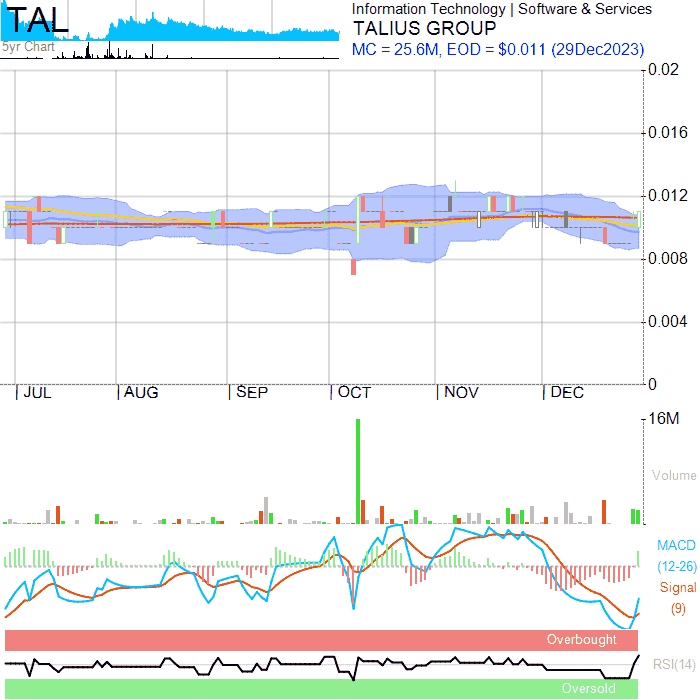 TAL
5yr Chart
Information Technology | Software & Services
TALIUS GROUP
MC = 25.6M, EOD = $0.011 (29Dec2023)
0.02
0.016
0.012
0.008
0.004
0
JUL AUG SEP OCT NOV DEC
16M
Volume
MACD
(12-26)
Signal
(9)
Overbought
RSI(14)
Oversold